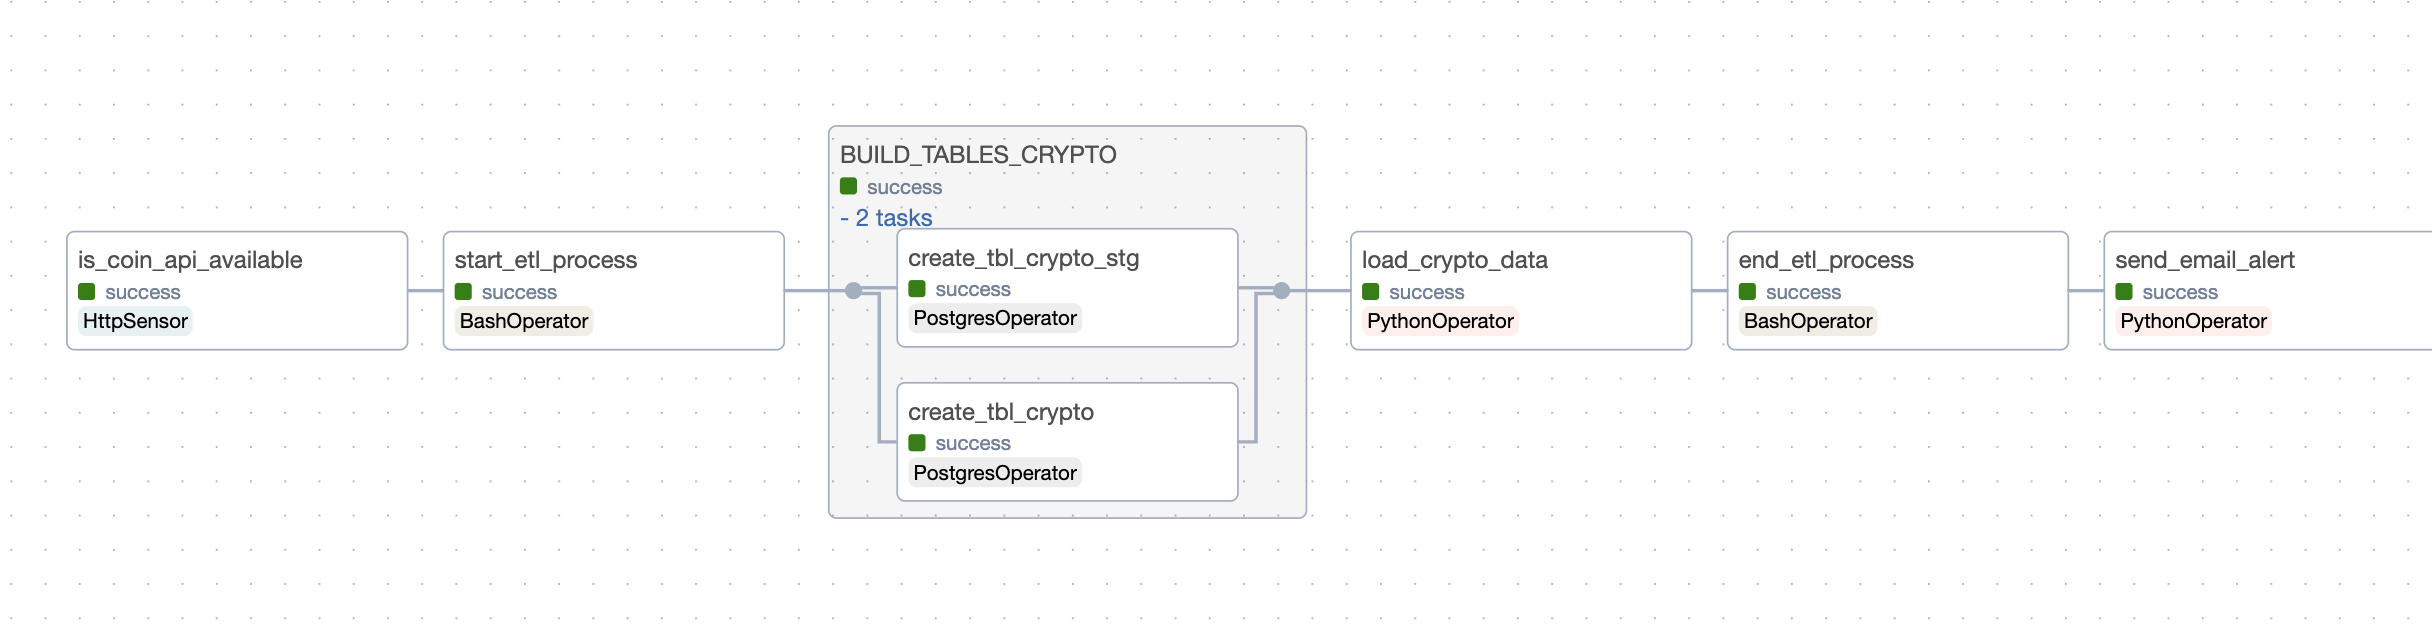 is_coin_api_available
success
HttpSensor
start_etl_process
success
BashOperator
BUILD_TABLES_CRYPTO
success
- 2 tasks
create_tbl_crypto_stg
success
PostgresOperator
create_tbl_crypto
success
PostgresOperator
load_crypto_data
success
PythonOperator
end_etl_process
success
BashOperator
send_email_alert
success
PythonOperator